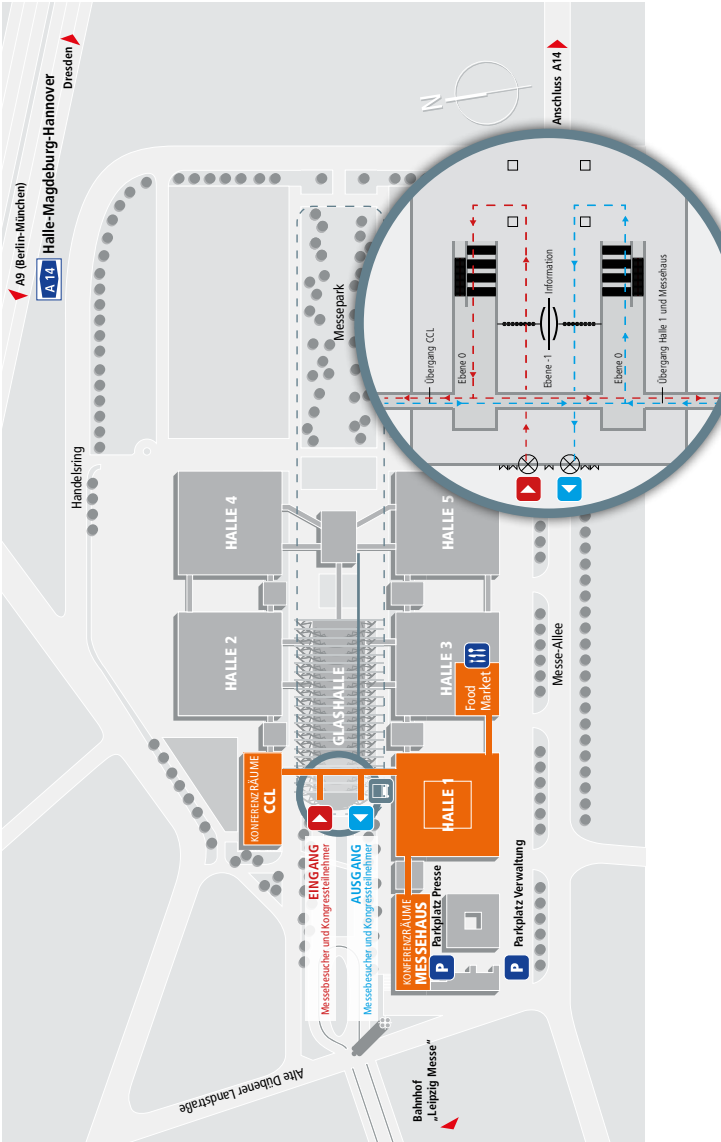 A9 (Berlin-München)
A 14
Halle-Magdeburg-Hannover
Dresden
Anschluss A14
N
Handelsring
Messepark
Übergang CCL
Ebene 0
Ebene -1
Information
Ebene 0
Übergang Halle 1 und Messehaus
HALLE 4
HALLE 5
HALLE 2
GLASHALLE
HALLE 3
Food
Market
Messe-Allee
KONFERENZRÄUME
CCL
HALLE 1
EINGANG
Messebesucher und Kongressteilnehmer
AUSGANG
Messebesucher und Kongressteilnehmer
KONFERENZRÄUME
MESSEHAUS
Parkplatz Presse
P
Parkplatz Verwaltung
P
Alte Dübener Landstraße
Bahnhof
„Leipzig Messe“